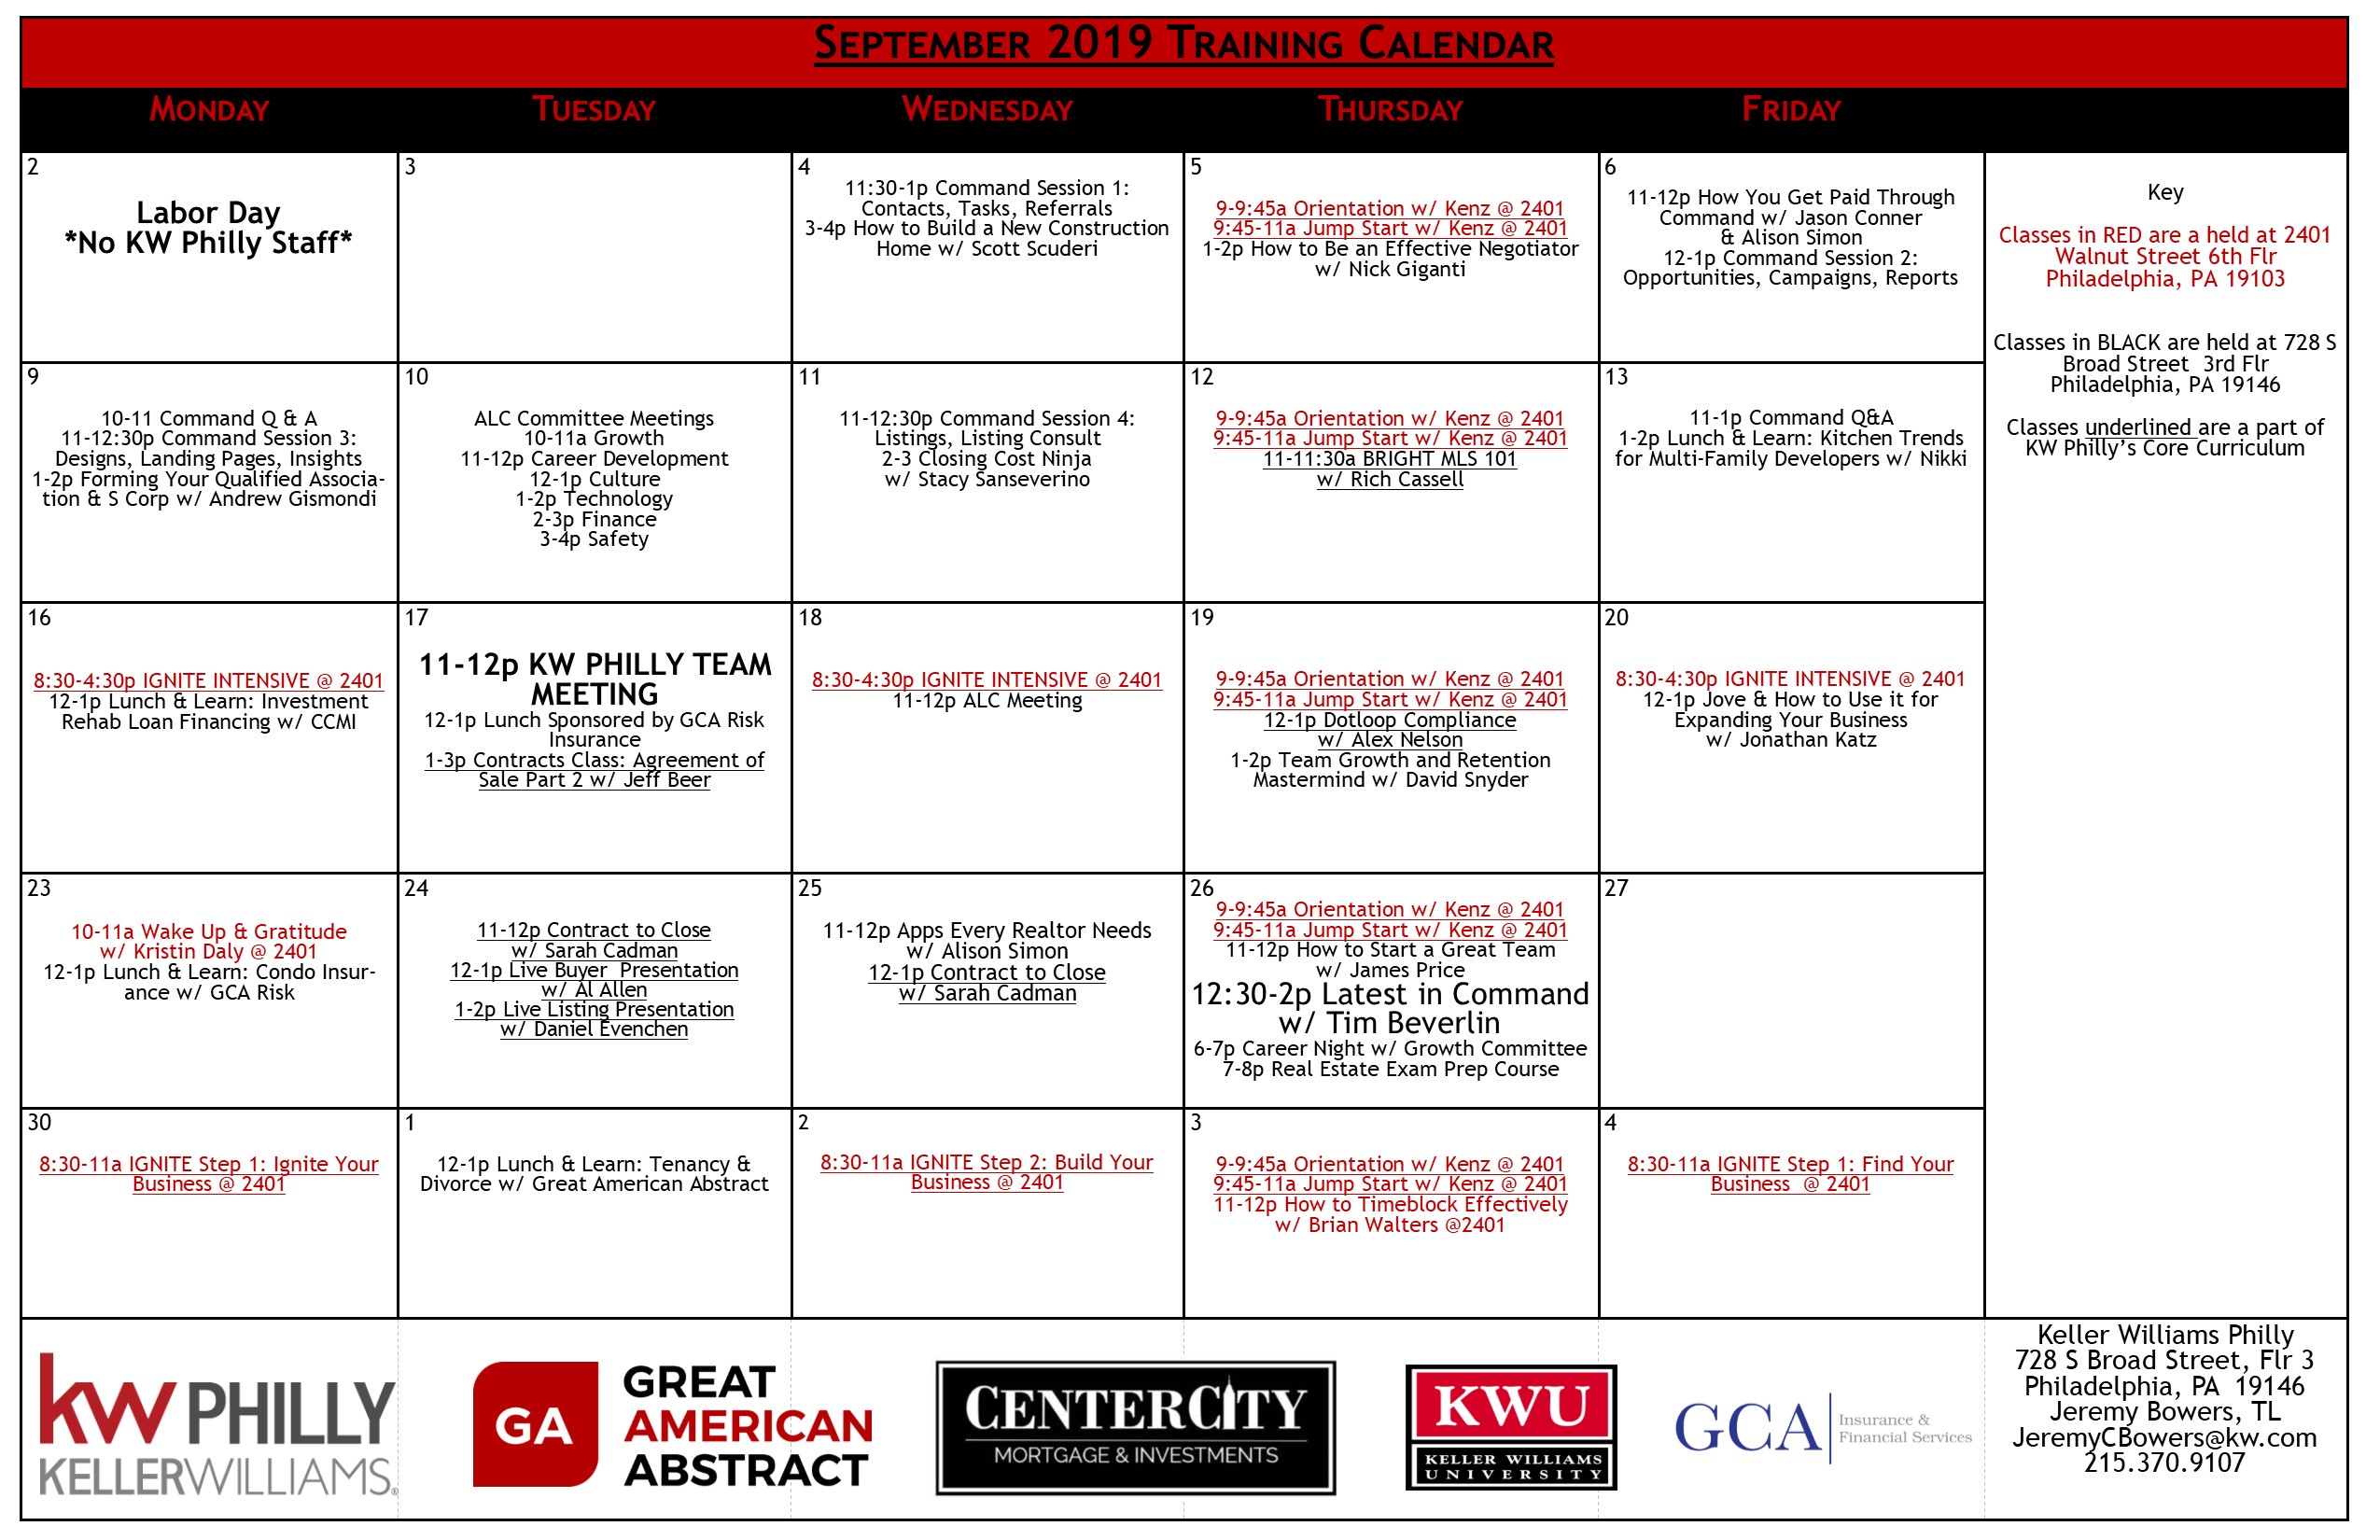 SEPTEMBER 2019 TRAINING CALENDAR
MONDAY
TUESDAY
WEDNESDAY
THURSDAY
FRIDAY
2
Labor Day
*No KW Philly Staff*
3
4
11:30-1p Command Session 1:
Contacts, Tasks, Referrals
3-4p How to Build a New Construction
Home w/ Scott Scuderi
5
9-9:45a Orientation w/ Kenz @ 2401
9:45-11a Jump Start w/ Kenz @ 2401
1-2p How to Be an Effective Negotiator
w/ Nick Giganti
6
11-12p How You Get Paid Through
Command w/ Jason Conner
& Alison Simon
12-1p Command Session 2:
Opportunities, Campaigns, Reports
Key
Classes in RED are a held at 2401
Walnut Street 6th Flr
Philadelphia, PA 19103
Classes in BLACK are held at 728 S
Broad Street 3rd Flr
Philadelphia, PA 19146
Classes underlined are a part of
KW Philly's Core Curriculum
9
10-11 Command Q & A
11-12:30p Command Session 3:
Designs, Landing Pages, Insights
1-2p Forming Your Qualified Associa-
tion & S Corp w/ Andrew Gismondi
10
ALC Committee Meetings
10-11a Growth
11-12p Career Development
12-1p Culture
1-2p Technology
2-3p Finance
3-4p Safety
11
11-12:30p Command Session 4:
Listings, Listing Consult
2-3 Closing Cost Ninja
w/ Stacy Sanseverino
12
9-9:45a Orientation w/ Kenz @ 2401
9:45-11a Jump Start w/ Kenz @ 2401
11-11:30a BRIGHT MLS 101
w/ Rich Cassell
13
11-1p Command Q&A
1-2p Lunch & Learn: Kitchen Trends
for Multi-Family Developers w/ Nikki
16
8:30-4:30p IGNITE INTENSIVE @ 2401
12-1p Lunch & Learn: Investment
Rehab Loan Financing w/ CCMI
17
11-12p KW PHILLY TEAM
MEETING
12-1p Lunch Sponsored by GCA Risk
Insurance
1-3p Contracts Class: Agreement of
Sale Part 2 w/ Jeff Beer
18
8:30-4:30p IGNITE INTENSIVE @ 2401
11-12p ALC Meeting
19
9-9:45a Orientation w/ Kenz @ 2401
9:45-11a Jump Start w/ Kenz @ 2401
12-1p Dotloop Compliance
w/ Alex Nelson
1-2p Team Growth and Retention
Mastermind w/ David Snyder
20
8:30-4:30p IGNITE INTENSIVE @ 2401
12-1p Jove & How to Use it for
Expanding Your Business
w/ Jonathan Katz
23
10-11a Wake Up & Gratitude
w/ Kristin Daly @ 2401
12-1p Lunch & Learn: Condo Insur-
ance w/ GCA Risk
24
11-12p Contract to Close
w/ Sarah Cadman
12-1p Live Buyer Presentation
w/ Al Allen
1-2p Live Listing Presentation
w/ Daniel Evenchen
25
11-12p Apps Every Realtor Needs
w/ Alison Simon
12-1p Contract to Close
w/ Sarah Cadman
26
9-9:45a Orientation w/ Kenz @ 2401
9:45-11a Jump Start w/ Kenz @ 2401
11-12p How to Start a Great Team
w/ James Price
12:30-2p Latest in Command
w/ Tim Beverlin
6-7p Career Night w/ Growth Committee
7-8p Real Estate Exam Prep Course
27
30
8:30-11a IGNITE Step 1: Ignite Your
Business @ 2401
1
12-1p Lunch & Learn: Tenancy &
Divorce w/ Great American Abstract
2
8:30-11a IGNITE Step 2: Build Your
Business @ 2401
3
9-9:45a Orientation w/ Kenz @ 2401
9:45-11a Jump Start w/ Kenz @ 2401
11-12p How to Timeblock Effectively
w/ Brian Walters @2401
4
8:30-11a IGNITE Step 1: Find Your
Business @ 2401
kw PHILLY
KELLERWILLIAMS®
GA
GREAT
AMERICAN
ABSTRACT
CENTERCITY
MORTGAGE & INVESTMENTS
KWU
KELLER WILLIAMS
UNIVERSITY
GCA
Insurance &
Financial Services
Keller Williams Philly
728 S Broad Street, Flr 3
Philadelphia, PA 19146
Jeremy Bowers, TL
JeremyCBowers@kw.com
215.370.9107